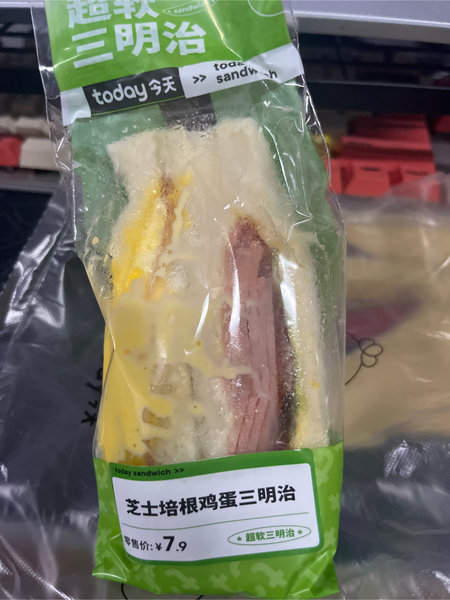 超软
sandwich
三明治
today今天
>> today
sandwich
today sandwich >>
芝士培根鸡蛋三明治
零售价: ¥7.9
超软三明治